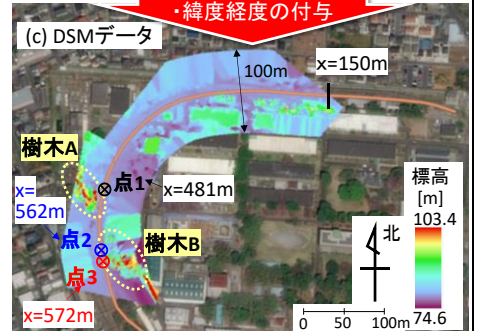 ・緯度経度の付与
(c) DSMデータ
100m
x=150m
樹木A
点1
x=481m
x=
562m
点2
樹木B
点3
x=572m
標高
[m]
103.4
74.6
北
0 50 100m